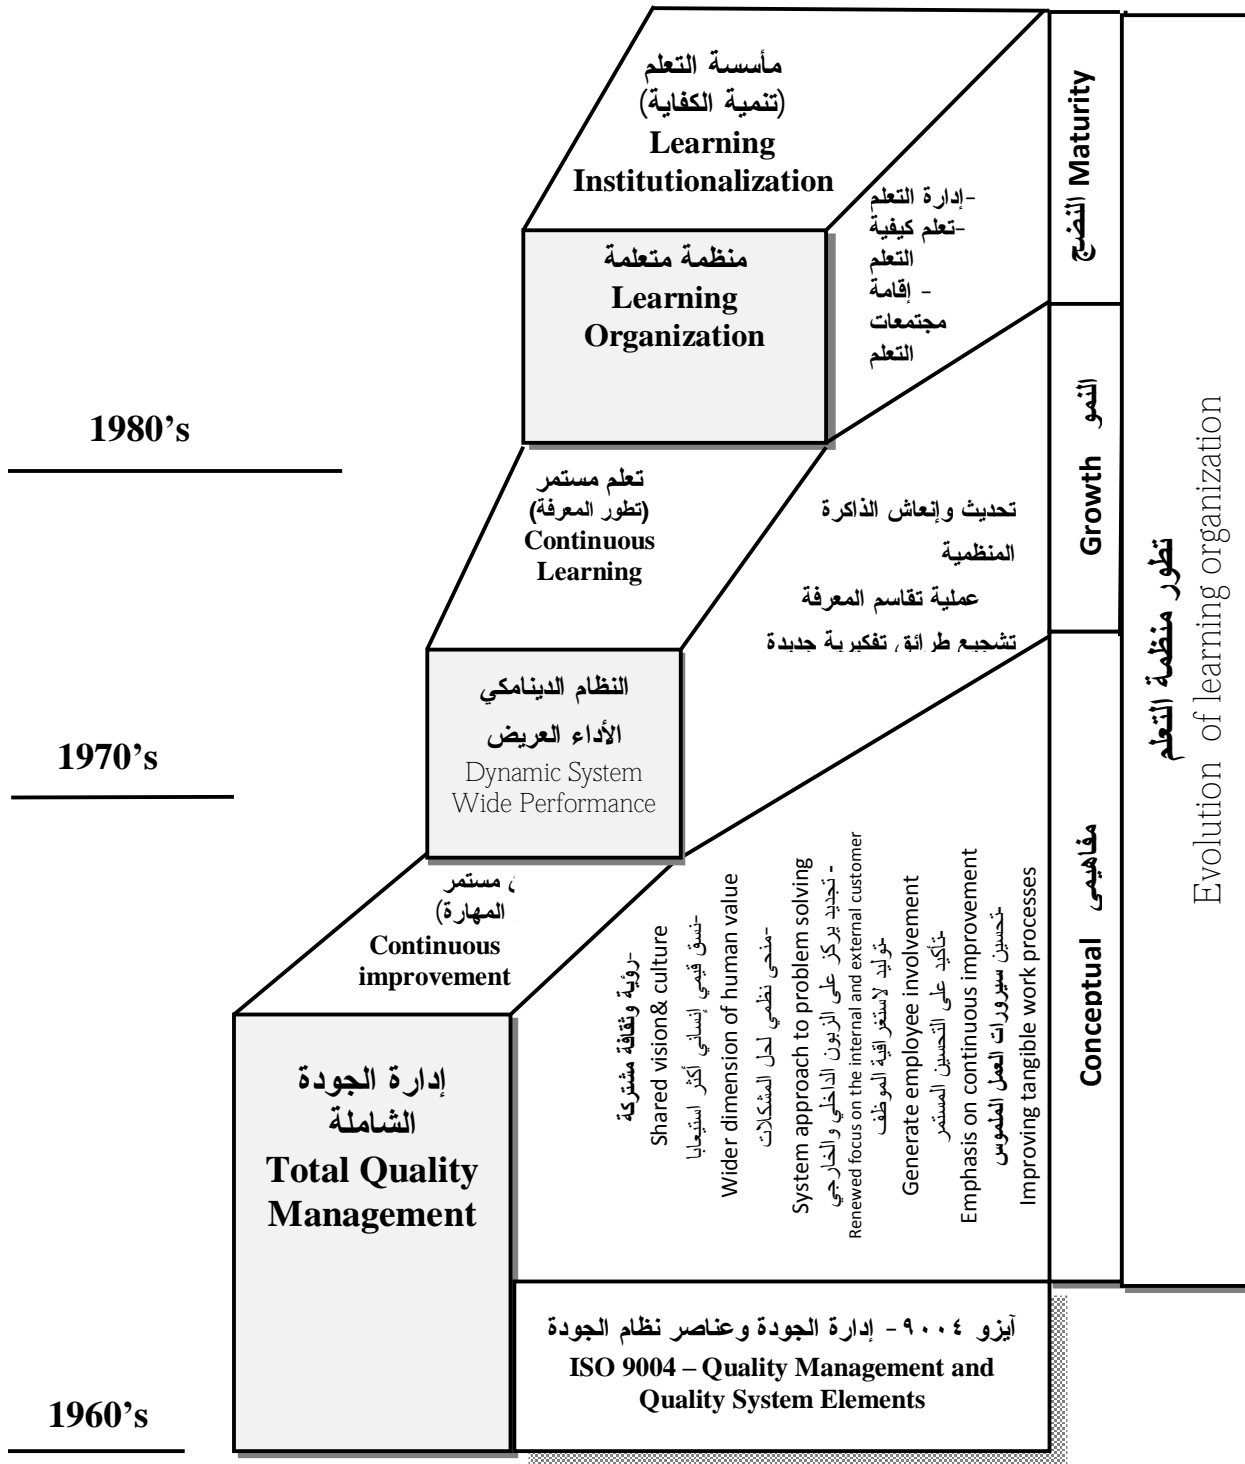 مأسسة التعلم
(تنمية الكفاية)
Learning
Institutionalization
-إدارة التعلم
-تعلم كيفية
التعلم
- إقامة
مجتمعات
التعلم
منظمة متعلمة
Learning
Organization
1980’s
تعلم مستمر
(تطور المعرفة)
Continuous
Learning
تحديث وإنعاش الذاكرة
المنظمية
عملية تقاسم المعرفة
تشجيع طرائق تفكيرية جديدة
النظام الدينامكي
الأداء العريض
Dynamic System
Wide Performance
1970’s
مستمر
المهارة)
Continuous
improvement
-رؤية وثقافة مشتركة
Shared vision& culture
-نسق قيمي إنساني أكثر استيعابا
Wider dimension of human value
-منحى نظمي لحل المشكلات
System approach to problem solving
- تجديد يركز على الزبون الداخلي والخارجي
Renewed focus on the internal and external customer
-توليد لاستغراقية الموظف
Generate employee involvement
-تأكيد على التحسين المستمر
Emphasis on continuous improvement
-تحسين سيرورات العمل الملموس
Improving tangible work processes
إدارة الجودة
الشاملة
Total Quality
Management
آيزو ٩٠٠٤ - إدارة الجودة وعناصر نظام الجودة
ISO 9004 – Quality Management and
Quality System Elements
1960’s
النضج Maturity
Growth النمو
Conceptual مفاهيمى
تطور منظمة التعلم
Evolution of learning organization